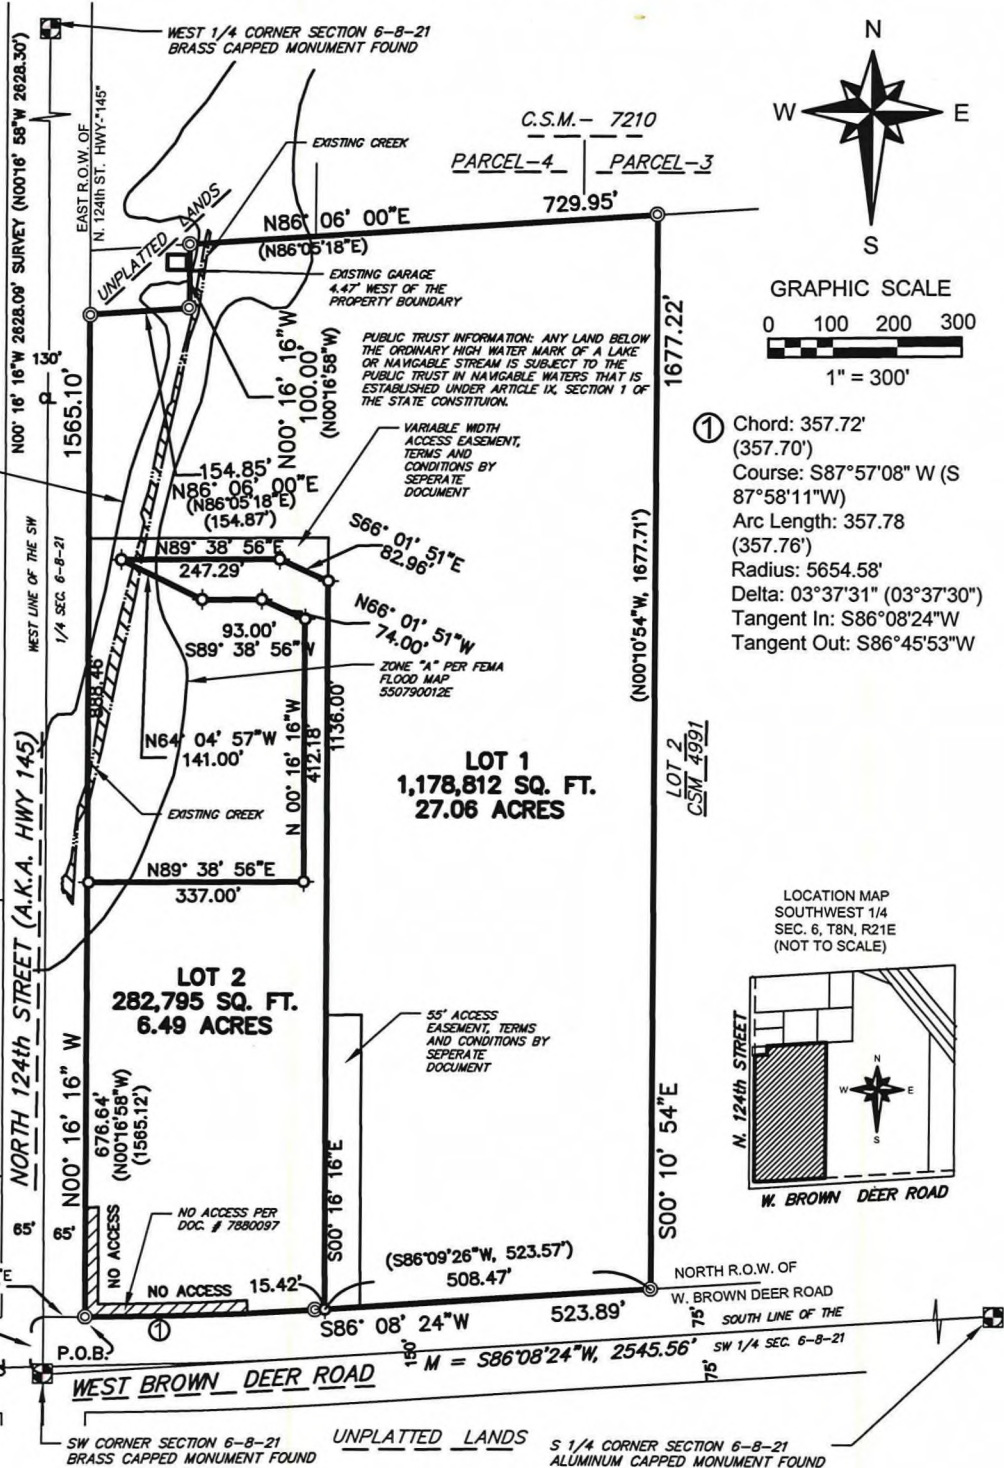 WEST 1/4 CORNER SECTION 6-8-21
BRASS CAPPED MONUMENT FOUND
N00° 16' 16"W 2628.09' SURVEY (N00°16' 58"W 2628.30')
EAST R.O.W. OF
N. 124th ST. HWY-"145"
EXISTING CREEK
C.S.M.- 7210
PARCEL-4
PARCEL-3
N
W
E
S
UNPLATTED LANDS
N86° 06' 00"E
729.95'
(N86°05'18"E)
EXISTING GARAGE
4.47' WEST OF THE
PROPERTY BOUNDARY
GRAPHIC SCALE
0 100 200 300
1" = 300'
130'
1565.10'
N00° 16' 16"W
100.00'
(N00°16'58"W)
PUBLIC TRUST INFORMATION: ANY LAND BELOW
THE ORDINARY HIGH WATER MARK OF A LAKE
OR NAVIGABLE STREAM IS SUBJECT TO THE
PUBLIC TRUST IN NAVIGABLE WATERS THAT IS
ESTABLISHED UNDER ARTICLE IX, SECTION 1 OF
THE STATE CONSTITUION.
1677.22'
VARIABLE WIDTH
ACCESS EASEMENT,
TERMS AND
CONDITIONS BY
SEPERATE
DOCUMENT
1
Chord: 357.72'
(357.70')
Course: S87°57'08" W (S
87°58'11"W)
Arc Length: 357.78
(357.76')
Radius: 5654.58'
Delta: 03°37'31" (03°37'30")
Tangent In: S86°08'24"W
Tangent Out: S86°45'53"W
154.85'
N86° 06' 00"E
(N86°05'18"E)
(154.87')
WEST LINE OF THE SW
1/4 SEC. 6-8-21
N89° 38' 56"E
247.29'
S66° 01' 51"E
82.96'
N66° 01' 51"W
74.00'
93.00'
S89° 38' 56"W
ZONE "A" PER FEMA
FLOOD MAP
550790012E
(N00°10'54"W, 1677.71')
888.46'
N64° 04' 57"W
141.00'
N 00° 16' 16"W
412.18'
1136.00'
LOT 1
1,178,812 SQ. FT.
27.06 ACRES
LOT 2
CSM 4991
EXISTING CREEK
N89° 38' 56"E
337.00'
NORTH 124th STREET (A.K.A. HWY 145)
LOT 2
282,795 SQ. FT.
6.49 ACRES
55' ACCESS
EASEMENT, TERMS
AND CONDITIONS BY
SEPERATE
DOCUMENT
LOCATION MAP
SOUTHWEST 1/4
SEC. 6, T8N, R21E
(NOT TO SCALE)
N. 124th STREET
N
W
E
S
W. BROWN DEER ROAD
N00° 16' 16" W
676.64'
(N00°16'58"W)
(1565.12')
S00° 16' 16"E
S00° 10' 54"E
65'
65'
NO ACCESS
NO ACCESS PER
DOC. # 7880097
NO ACCESS
15.42'
(S86°09'26"W, 523.57')
508.47'
NORTH R.O.W. OF
W. BROWN DEER ROAD
1
S86° 08' 24"W
523.89'
75'
SOUTH LINE OF THE
SW 1/4 SEC. 6-8-21
P.O.B.
150'
M = S86°08'24"W, 2545.56'
75'
WEST BROWN DEER ROAD
SW CORNER SECTION 6-8-21
BRASS CAPPED MONUMENT FOUND
UNPLATTED LANDS
S 1/4 CORNER SECTION 6-8-21
ALUMINUM CAPPED MONUMENT FOUND